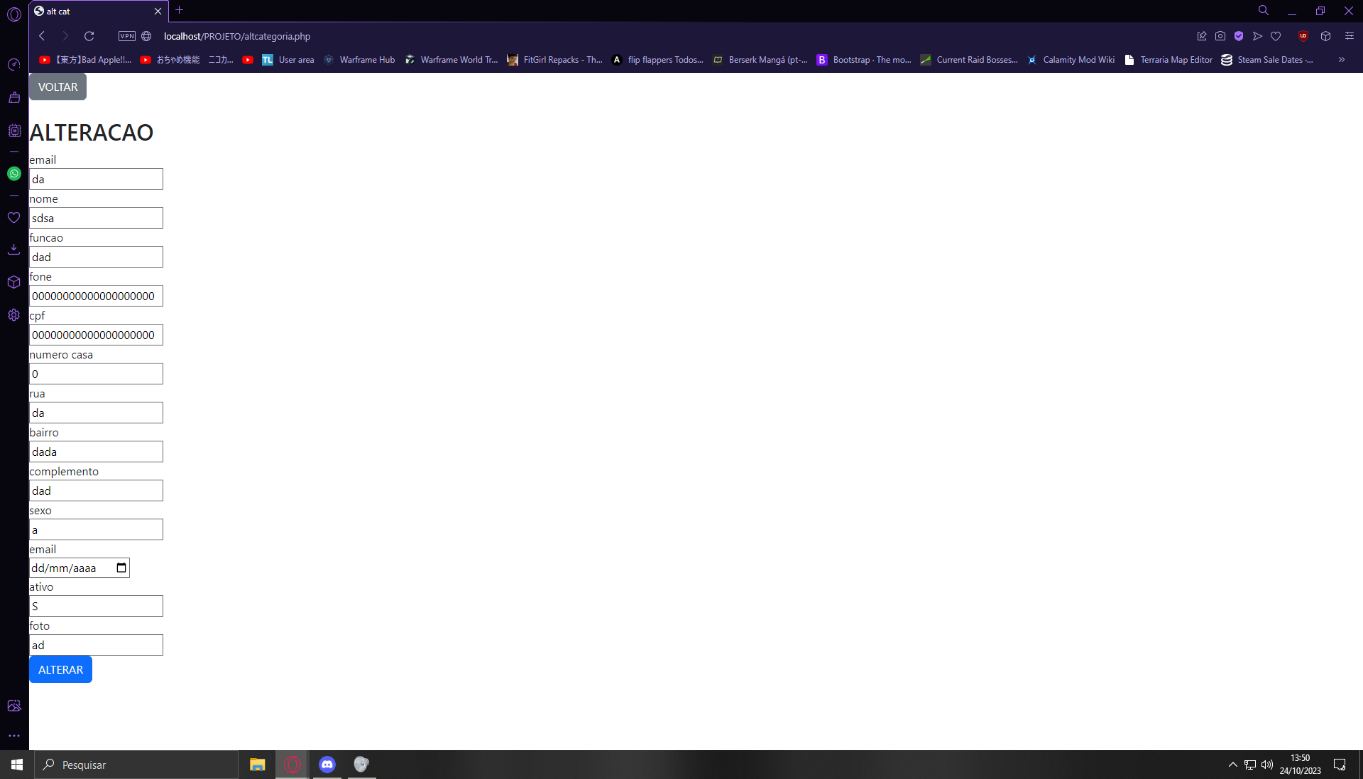 alt cat
VPN
localhost/PROJETO/altcategoria.php
【東方】Bad Apple!!...
おちゃめ機能 ニコカ...
TL User area
Warframe Hub
Warframe World Tr...
FitGirl Repacks - Th...
A flip flappers Todos...
Berserk Mangá (pt-...
B Bootstrap · The mo...
Current Raid Bosses...
Calamity Mod Wiki
Terraria Map Editor
Steam Sale Dates -...
»
VOLTAR
ALTERACAO
email
da
nome
sdsa
funcao
dad
fone
00000000000000000000
cpf
00000000000000000000
numero casa
0
rua
da
bairro
dada
complemento
dad
sexo
a
email
dd/mm/aaaa
ativo
S
foto
ad
ALTERAR
Pesquisar
13:50
24/10/2023